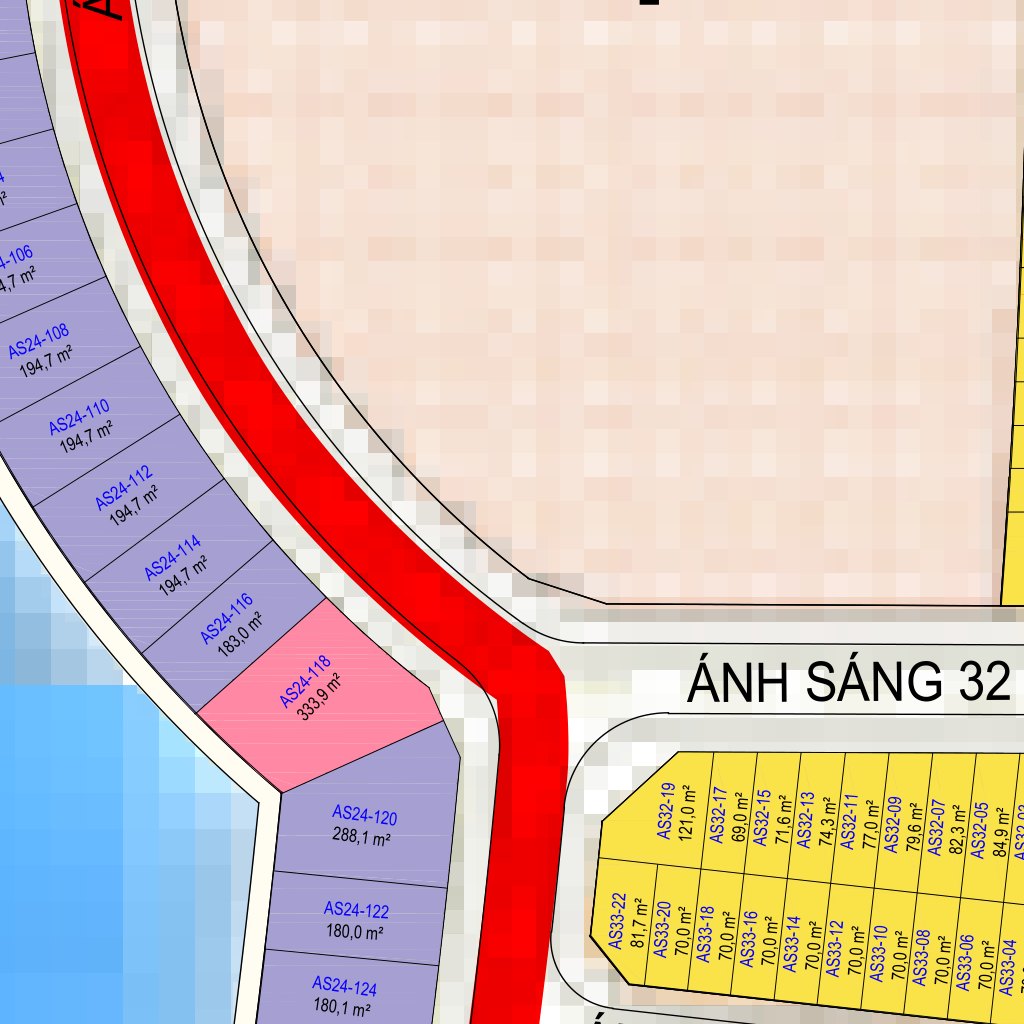 4-106
4,7 m²
AS24-108
194,7 m²
AS24-110
194,7 m²
AS24-112
194,7 m²
AS24-114
194,7 m²
AS24-116
183,0 m²
AS24-118
333,9 m²
ÁNH SÁNG 32
AS24-120
288,1 m²
AS24-122
180,0 m²
AS24-124
180,1 m²
AS32-19
121,0 m²
AS32-17
69,0 m²
AS32-15
71,6 m²
AS32-13
74,3 m²
AS32-11
77,0 m²
AS32-09
79,6 m²
AS32-07
82,3 m²
AS32-05
84,9 m²
AS33-22
81,7 m²
AS33-20
70,0 m²
AS33-18
70,0 m²
AS33-16
70,0 m²
AS33-14
70,0 m²
AS33-12
70,0 m²
AS33-10
70,0 m²
AS33-08
70,0 m²
AS33-06
70,0 m²
AS33-04